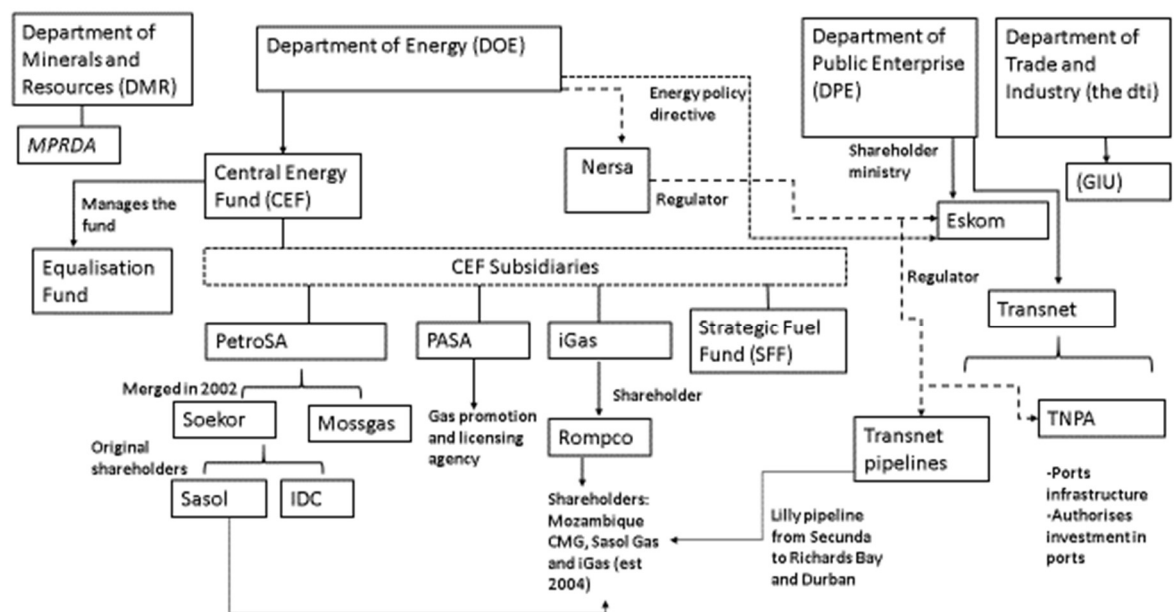 Department of
Minerals and
Resources (DMR)
MPRDA
Department of Energy (DOE)
Energy policy
directive
Department of
Public Enterprise
(DPE)
Department of
Trade and
Industry (the dti)
(GIU)
Shareholder
ministry
Nersa
Regulator
Central Energy
Fund (CEF)
Manages the
fund
Equalisation
Fund
Eskom
Regulator
CEF Subsidiaries
Transnet
PetroSA
PASA
iGas
Strategic Fuel
Fund (SFF)
Merged in 2002
Soekor
Mossgas
Gas promotion
and licensing
agency
Shareholder
Rompco
Original
shareholders
Sasol
IDC
Shareholders:
Mozambique
CMG, Sasol Gas
and iGas (est
2004)
Transnet
pipelines
Lilly pipeline
from Secunda
to Richards Bay
and Durban
TNPA
-Ports
infrastructure
-Authorises
investment in
ports